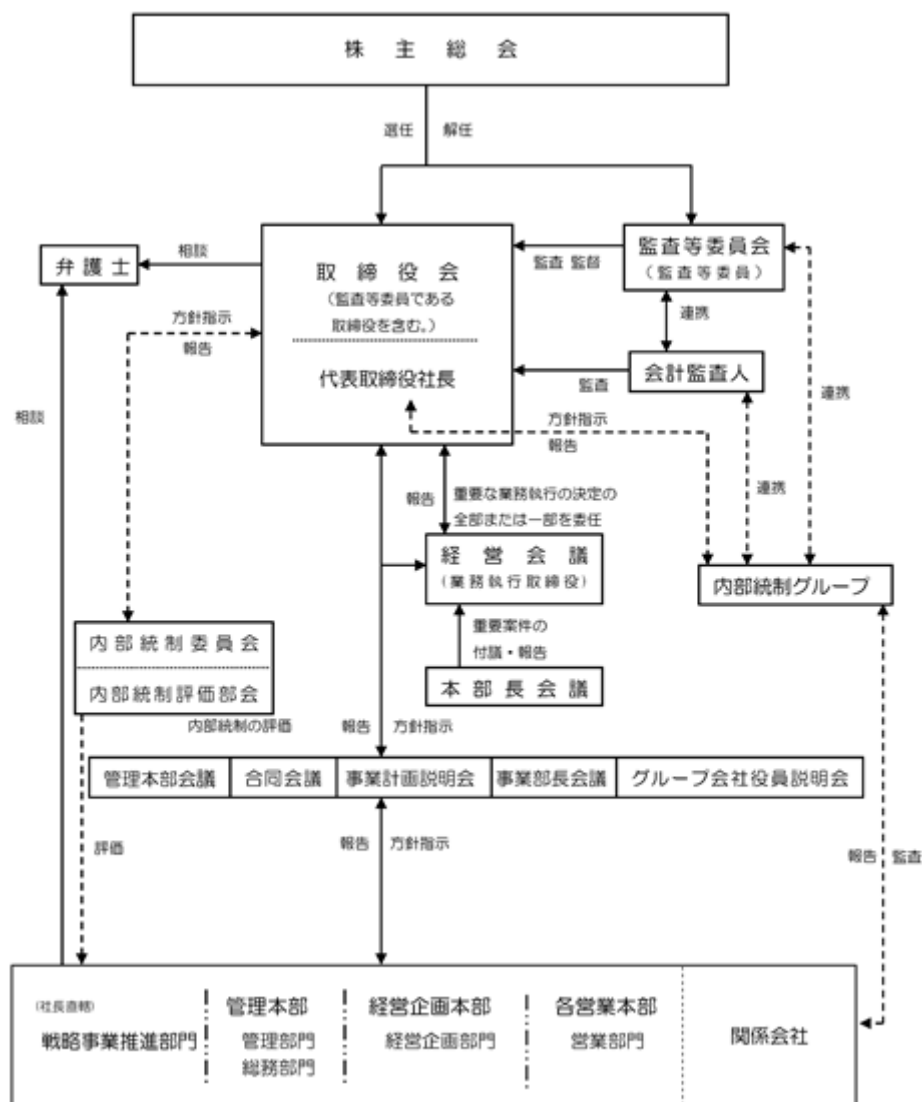 株主総会
選任 解任
取締役会
(監査等委員である
取締役を含む。)
代表取締役社長
監査等委員会
(監査等委員)
監査 監督
弁護士
相談
連携
会計監査人
監査
方針指示
報告
方針指示
報告
連携
連携
相談
報告
重要な業務執行の決定の
全部または一部を委任
経営会議
(業務執行取締役)
内部統制グループ
重要案件の
付議・報告
本部長会議
内部統制委員会
内部統制評価部会
内部統制の評価
報告 方針指示
管理本部会議 合同会議 事業計画説明会 事業部長会議 グループ会社役員説明会
評価
報告 方針指示
報告 監査
(社長直轄)
戦略事業推進部門
管理本部
管理部門
総務部門
経営企画本部
経営企画部門
各営業本部
営業部門
関係会社